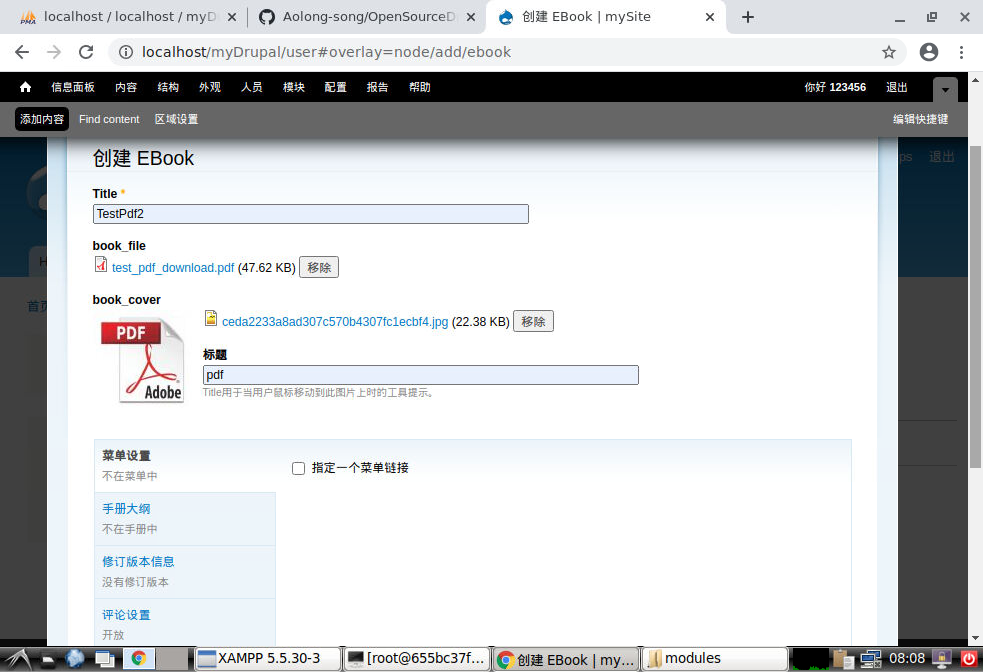 localhost / localhost / myD
Aolong-song/OpenSourceD
创建 EBook | mySite
localhost/myDrupal/user#overlay=node/add/ebook
信息面板 内容 结构 外观 人员 模块 配置 报告 帮助 你好 123456 退出
添加内容 Find content 区域设置 编辑快捷键
ps 退出
创建 EBook
Title *
TestPdf2
book_file
test_pdf_download.pdf (47.62 KB) 移除
H
首页
book_cover
PDF
Adobe
ceda2233a8ad307c570b4307fc1ecbf4.jpg (22.38 KB) 移除
标题
pdf
Title用于当用户鼠标移动到此图片上时的工具提示。
菜单设置
不在菜单中
指定一个菜单链接
手册大纲
不在手册中
修订版本信息
没有修订版本
评论设置
开放
XAMPP 5.5.30-3
[root@655bc37f...
创建 EBook | my...
modules
08:08